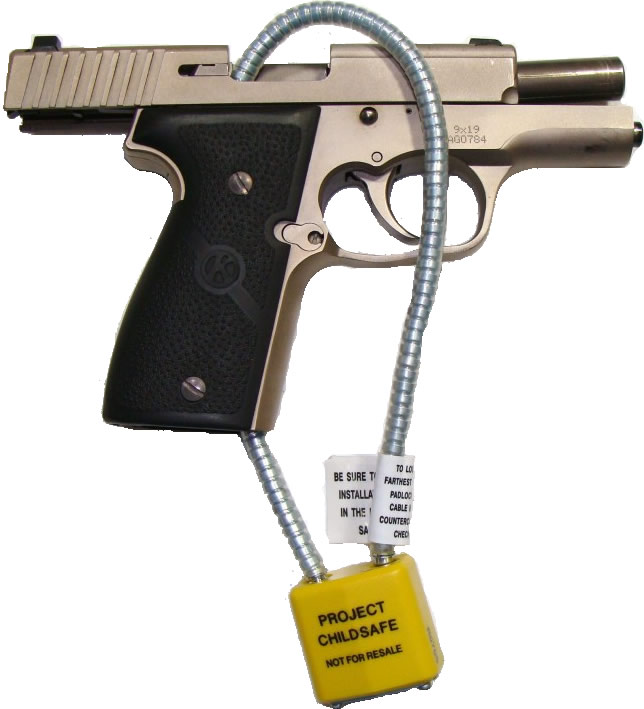 9x19
AG0784
BE SURE
INSTALLA
IN THE
SA
TO LO
FARTHEST
PADLOC
CABLE
COUNTERC
CHEC
PROJECT
CHILDSAFE
NOT FOR RESALE